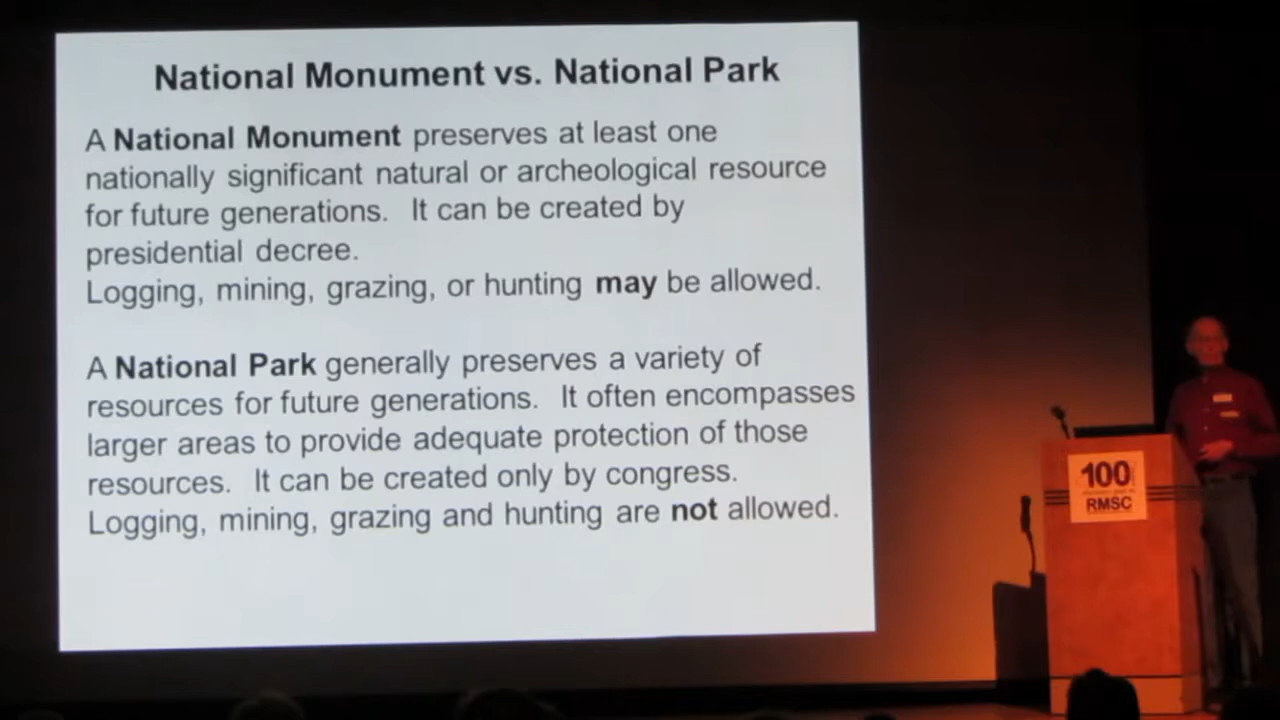 National Monument vs. National Park
A National Monument preserves at least one
nationally significant natural or archeological resource
for future generations. It can be created by
presidential decree.
Logging, mining, grazing, or hunting may be allowed.
A National Park generally preserves a variety of
resources for future generations. It often encompasses
larger areas to provide adequate protection of those
resources. It can be created only by congress.
Logging, mining, grazing and hunting are not allowed.
100
RMSC